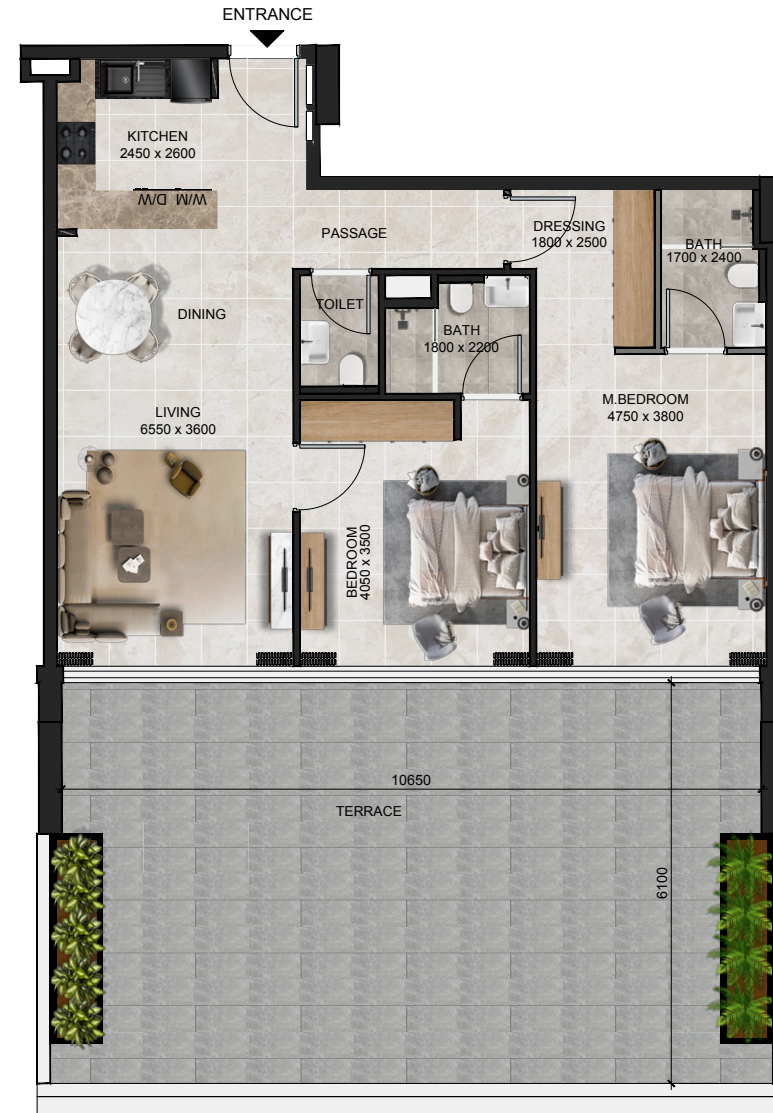 ENTRANCE
KITCHEN
2450 x 2600
W/M D/W
PASSAGE
DRESSING
1800 x 2500
BATH
1700 x 2400
DINING
TOILET
BATH
1800 x 2200
LIVING
6550 x 3600
M.BEDROOM
4750 x 3800
BEDROOM
4050 x 3500
10650
TERRACE
6100